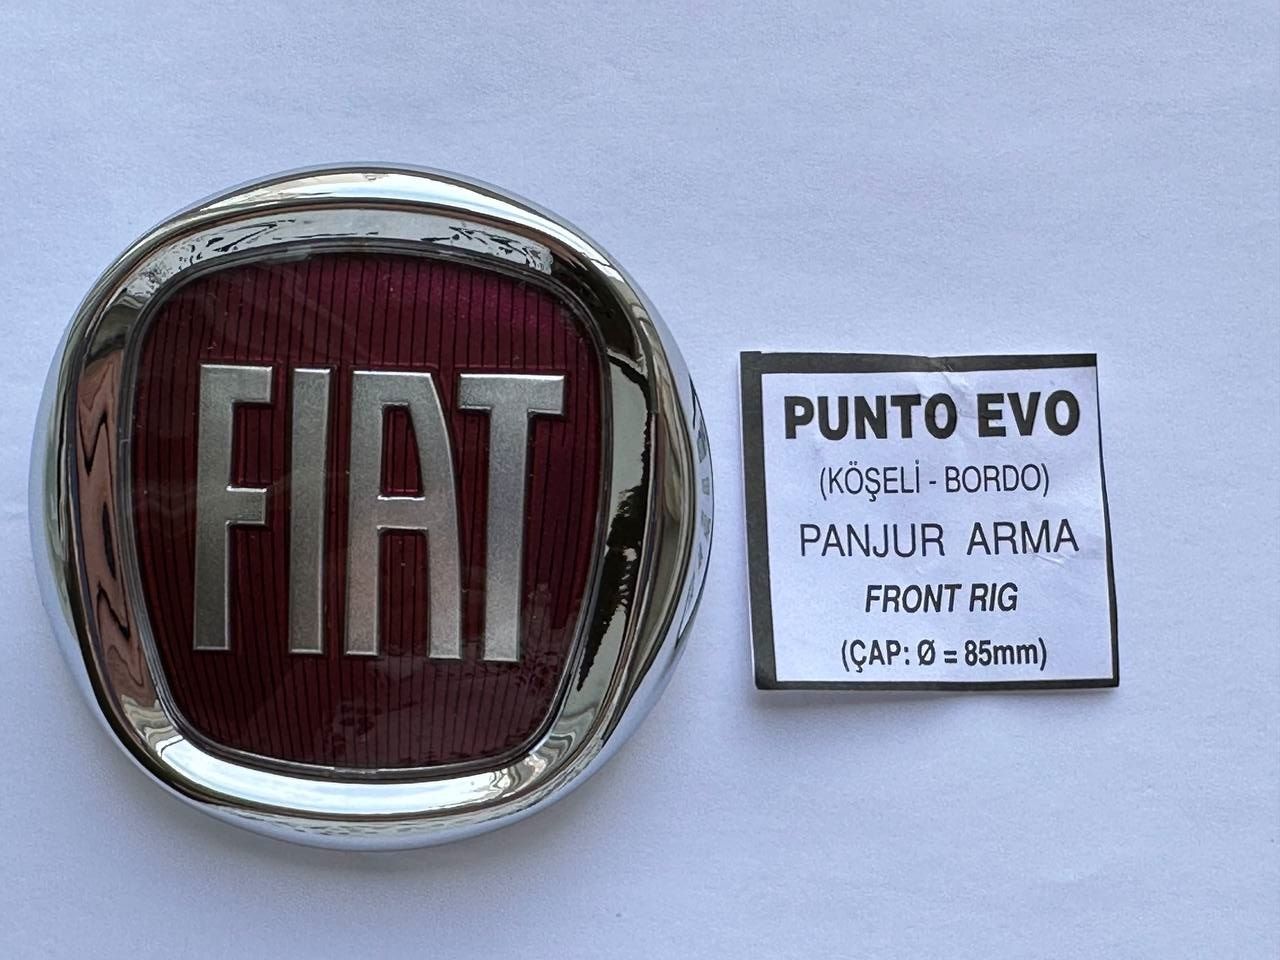 FIAT
PUNTO EVO
(KÖŞELİ - BORDO)
PANJUR ARMA
FRONT RIG
(ÇAP: Ø = 85mm)